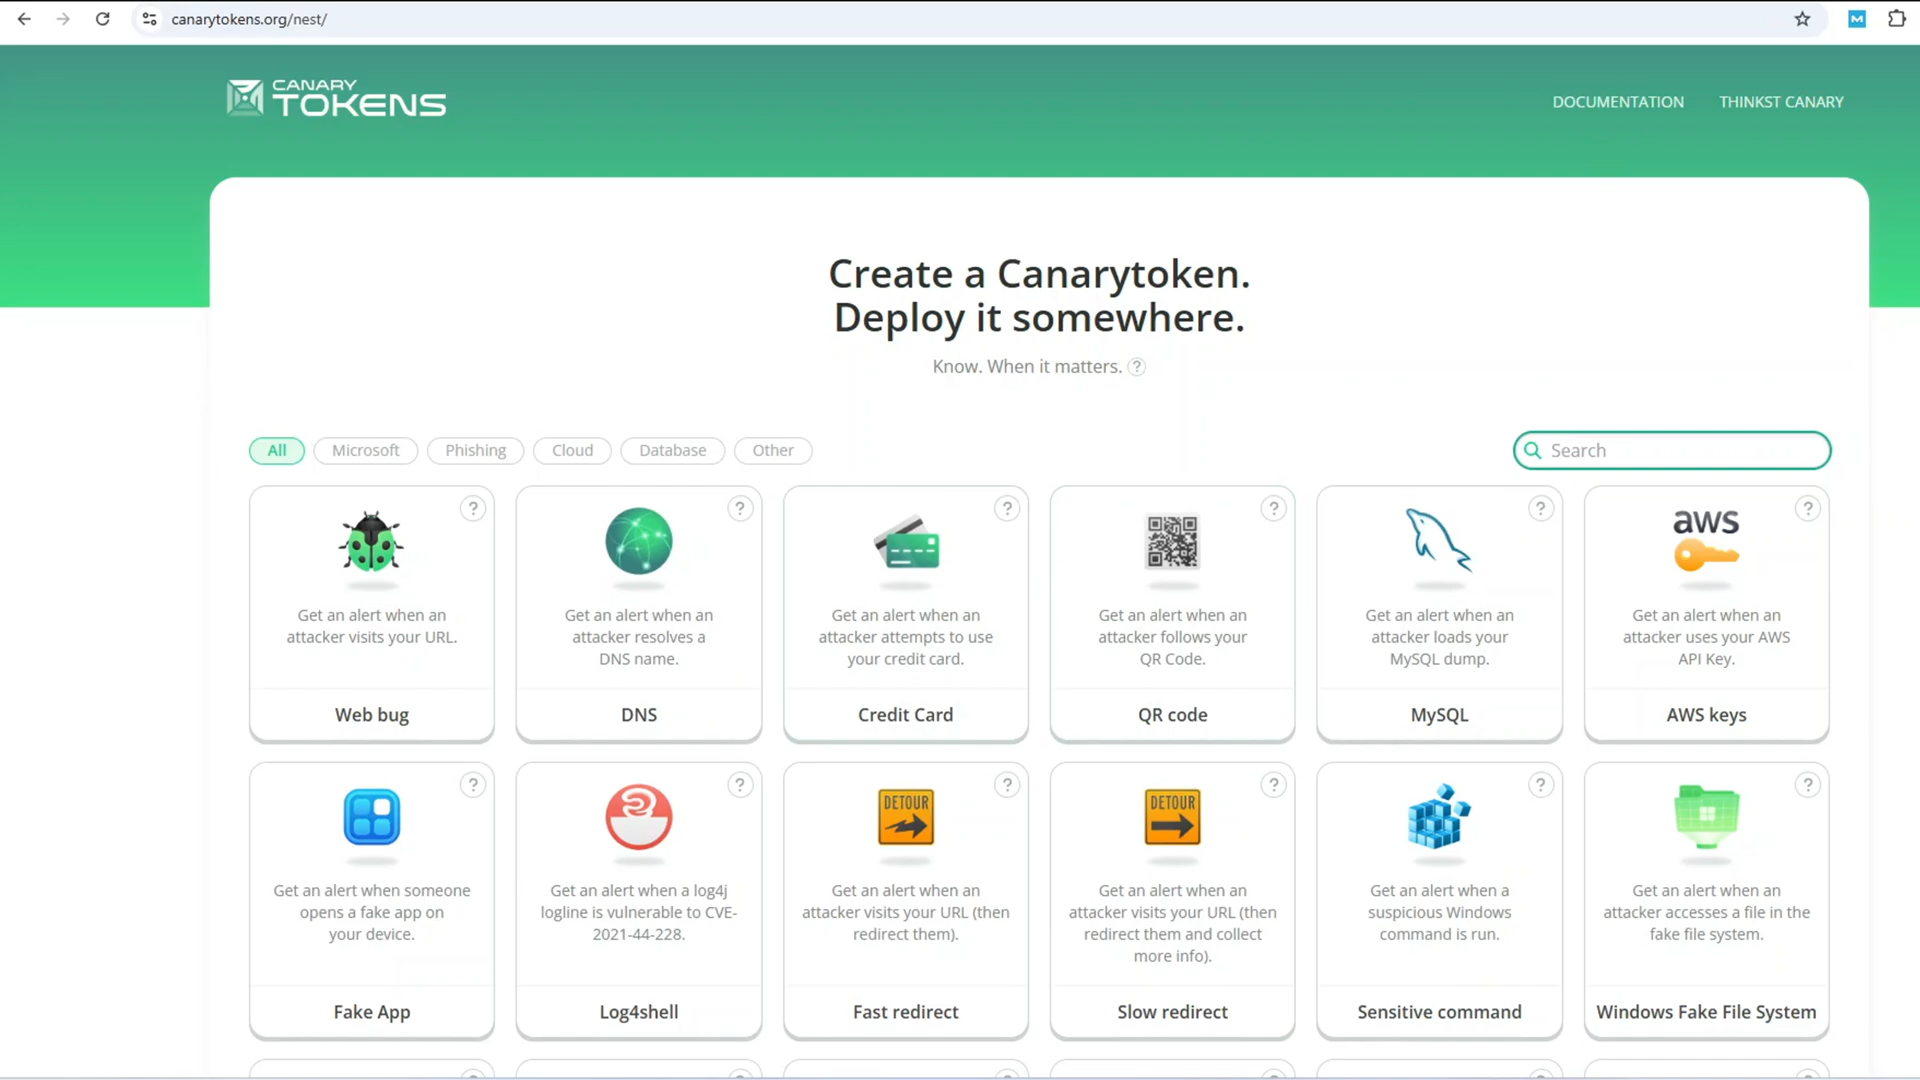 canarytokens.org/nest/
CANARY
TOKENS
DOCUMENTATION
THINKST CANARY
Create a Canarytoken.
Deploy it somewhere.
Know. When it matters. ?
All
Microsoft
Phishing
Cloud
Database
Other
Search
?
Get an alert when an
attacker visits your URL.
Web bug
?
Get an alert when an
attacker resolves a
DNS name.
DNS
?
Get an alert when an
attacker attempts to use
your credit card.
Credit Card
?
Get an alert when an
attacker follows your
QR Code.
QR code
?
Get an alert when an
attacker loads your
MySQL dump.
MySQL
?
aws
Get an alert when an
attacker uses your AWS
API Key.
AWS keys
?
Get an alert when someone
opens a fake app on
your device.
Fake App
?
Get an alert when a log4j
logline is vulnerable to CVE-
2021-44-228.
Log4shell
?
DETOUR
Get an alert when an
attacker visits your URL (then
redirect them).
Fast redirect
?
DETOUR
Get an alert when an
attacker visits your URL (then
redirect them and collect
more info).
Slow redirect
?
Get an alert when a
suspicious Windows
command is run.
Sensitive command
?
Get an alert when an
attacker accesses a file in the
fake file system.
Windows Fake File System